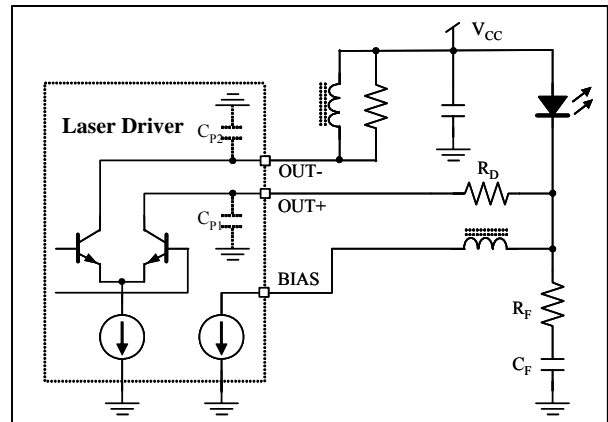 V_CC
Laser Driver
C_P2
OUT-
R_D
OUT+
C_P1
BIAS
R_F
C_F